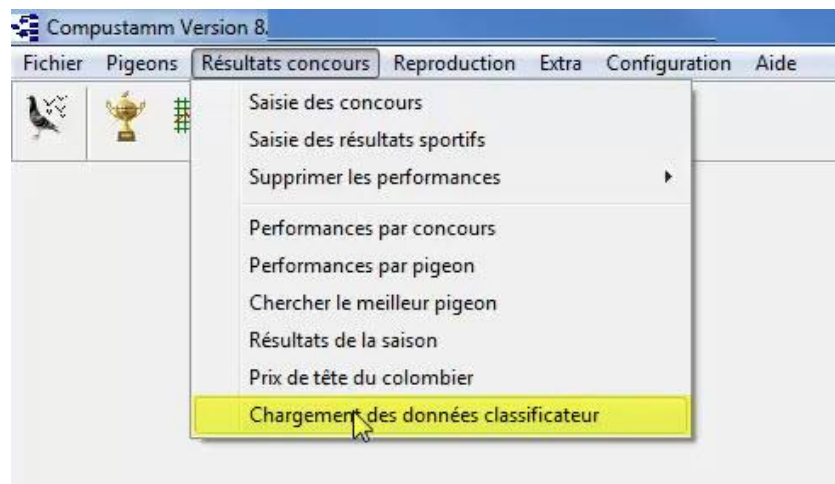 Compustamm Version 8.
Fichier Pigeons Résultats concours Reproduction Extra Configuration Aide
Saisie des concours
Saisie des résultats sportifs
Supprimer les performances
Performances par concours
Performances par pigeon
Chercher le meilleur pigeon
Résultats de la saison
Prix de tête du colombier
Chargement des données classificateur